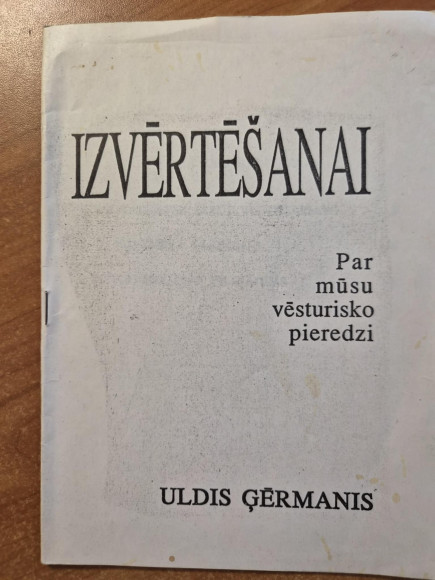 IZVĒRTĒŠANAI
Par
mūsu
vēsturisko
pieredzi
ULDIS ĢĒRMANIS